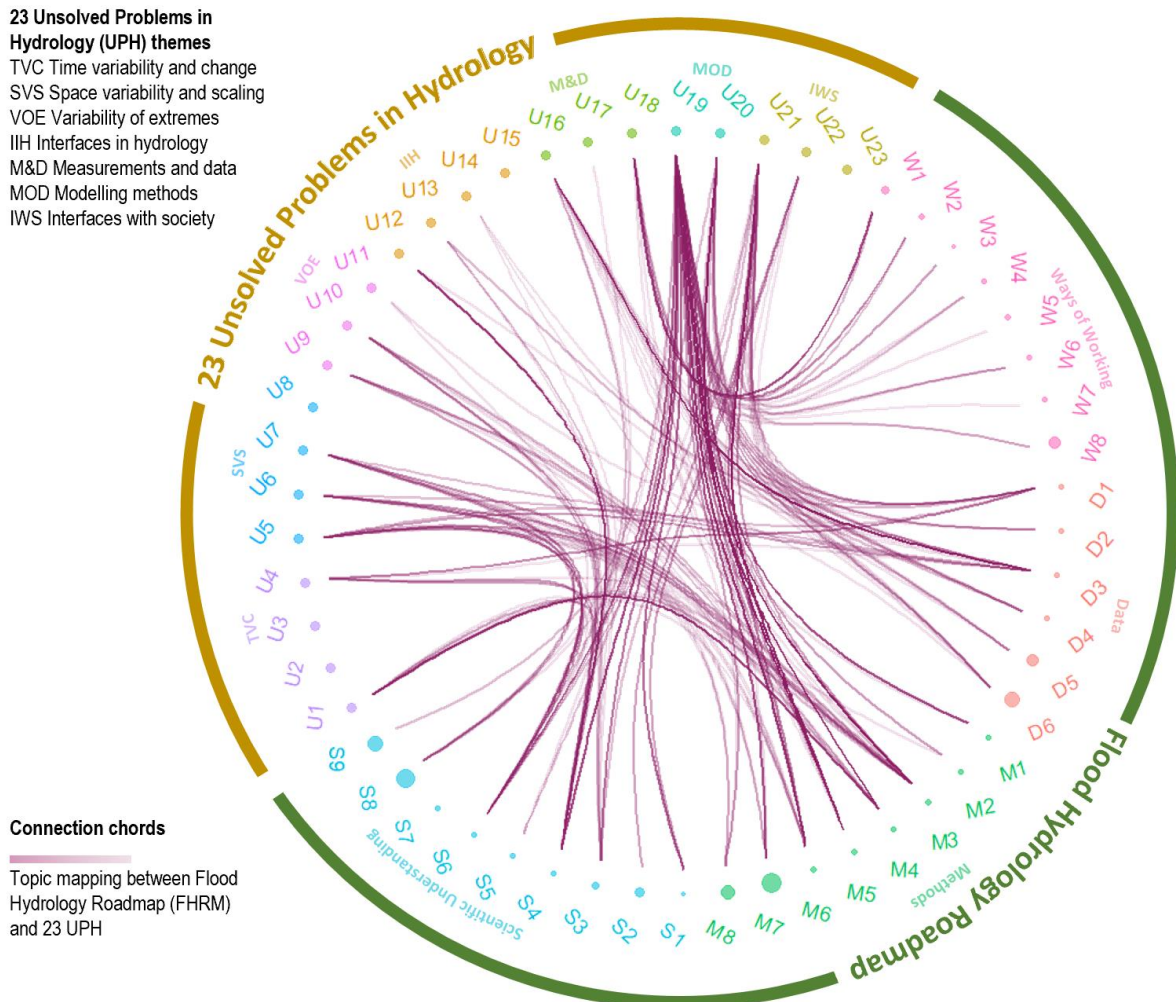 23 Unsolved Problems in
Hydrology (UPH) themes
TVC Time variability and change
SVS Space variability and scaling
VOE Variability of extremes
IIH Interfaces in hydrology
M&D Measurements and data
MOD Modelling methods
IWS Interfaces with society
23 Unsolved Problems in Hydrology
TVC
U1
U2
U3
U4
SVS
U5
U6
U7
U8
VOE
U9
U10
U11
IIH
U12
U13
U14
U15
M&D
U16
U17
U18
MOD
U19
U20
IWS
U21
U22
U23
Flood Hydrology Roadmap
Ways of Working
W1
W2
W3
W4
W5
W6
W7
W8
Data
D1
D2
D3
D4
D5
D6
Methods
M1
M2
M3
M4
M5
M6
M7
M8
Scientific Understanding
S1
S2
S3
S4
S5
S6
S7
S8
S9
Connection chords
Topic mapping between Flood
Hydrology Roadmap (FHRM)
and 23 UPH